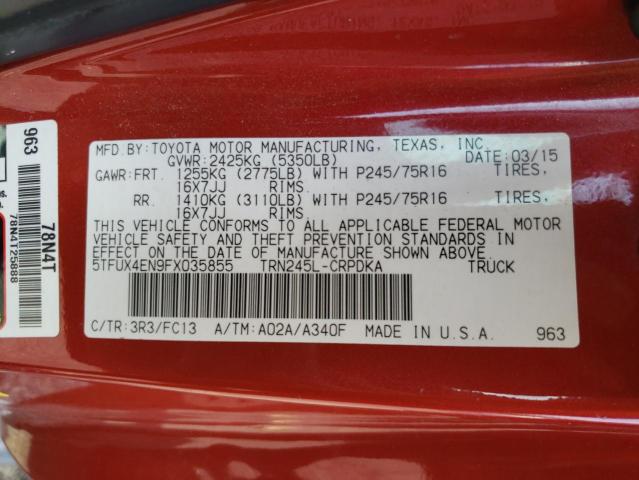 MFD.BY:TOYOTA MOTOR MANUFACTURING, TEXAS, INC.
GVWR:2425KG (5350LB) DATE:03/15
GAWR:FRT. 1255KG (2775LB) WITH P245/75R16 TIRES,
16X7JJ RIMS.
RR. 1410KG (3110LB) WITH P245/75R16 TIRES,
16X7JJ RIMS.
THIS VEHICLE CONFORMS TO ALL APPLICABLE FEDERAL MOTOR
VEHICLE SAFETY AND THEFT PREVENTION STANDARDS IN
EFFECT ON THE DATE OF MANUFACTURE SHOWN ABOVE.
5TFUX4EN9FX035855 TRN245L-CRPDKA TRUCK
C/TR:3R3/FC13 A/TM:A02A/A340F MADE IN U.S.A. 963
963
78N4T
78N4T25888